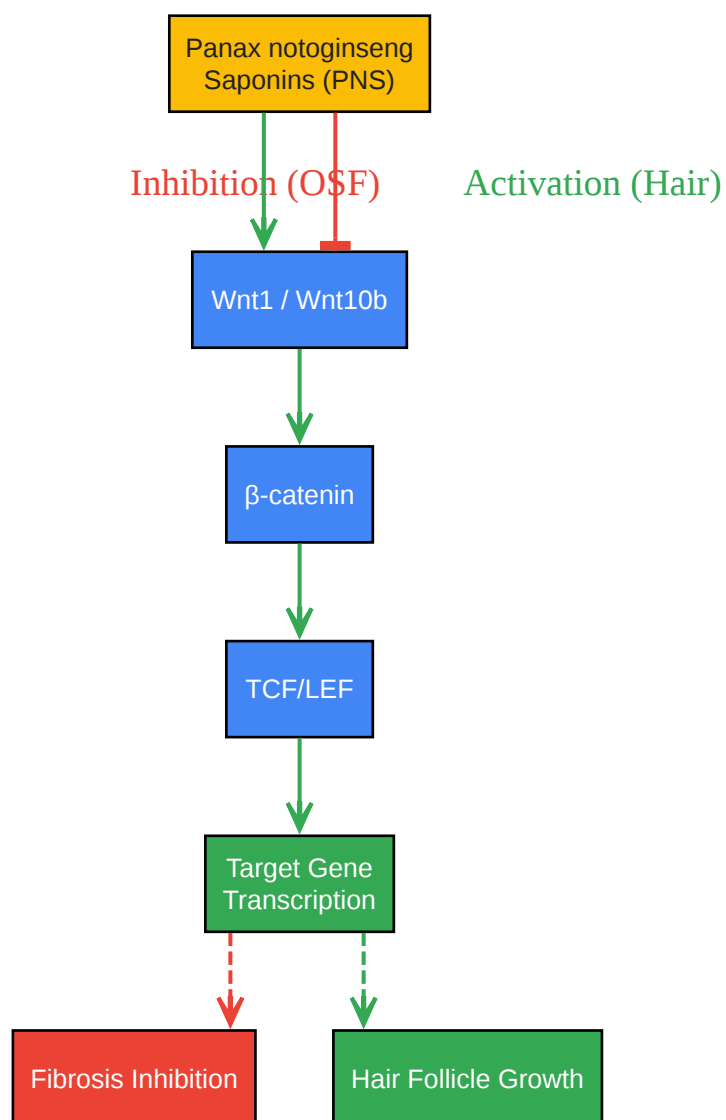 Panax notoginseng
Saponins (PNS)
Inhibition (OSF)
Activation (Hair)
Wnt1 / Wnt10b
β-catenin
TCF/LEF
Target Gene
Transcription
Fibrosis Inhibition
Hair Follicle Growth